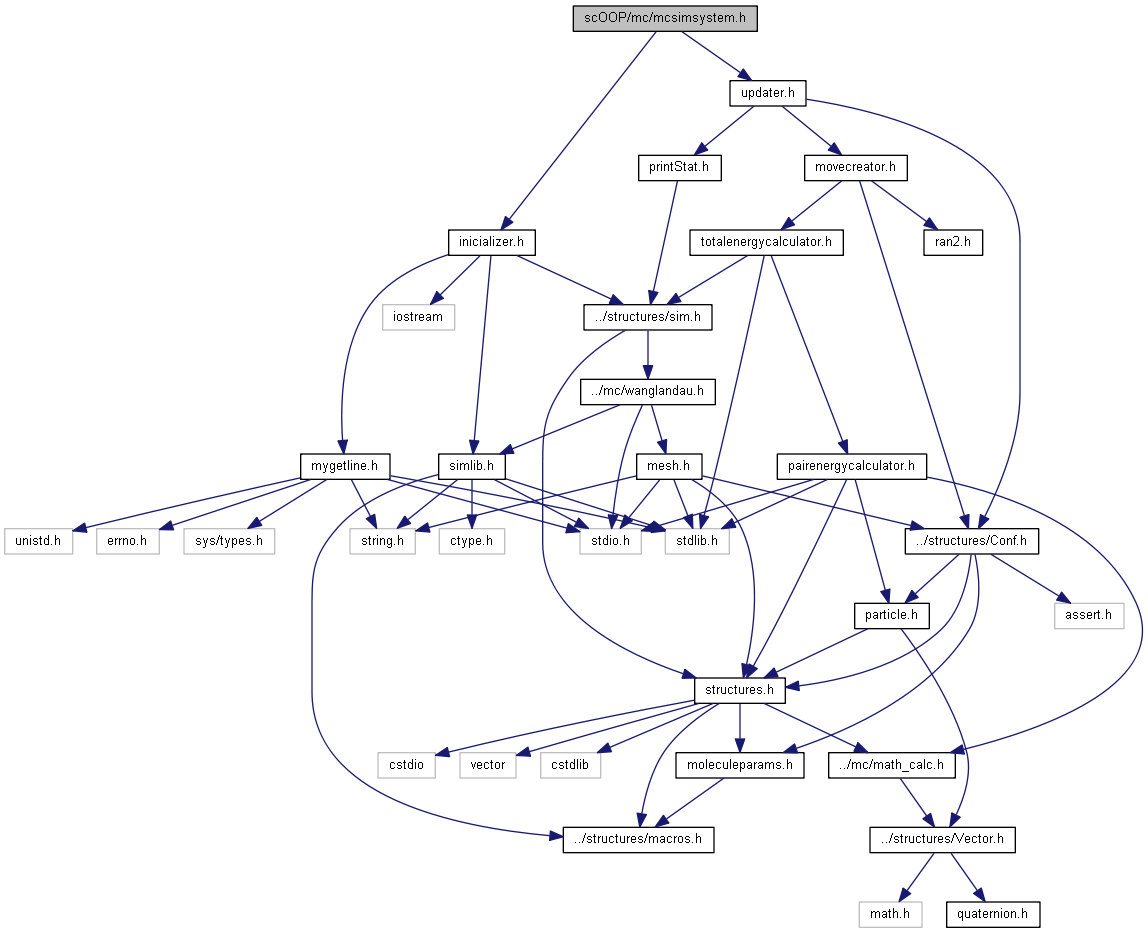 scOOP/mc/mcsimsystem.h
updater.h
printStat.h
movecreator.h
inicializer.h
totalenergycalculator.h
ran2.h
iostream
../structures/sim.h
../mc/wanglandau.h
mygetline.h
simlib.h
mesh.h
pairenergycalculator.h
unistd.h
errno.h
sys/types.h
string.h
ctype.h
stdio.h
stdlib.h
../structures/Conf.h
particle.h
assert.h
structures.h
cstdio
vector
cstdlib
moleculeparams.h
../mc/math_calc.h
../structures/macros.h
../structures/Vector.h
math.h
quaternion.h